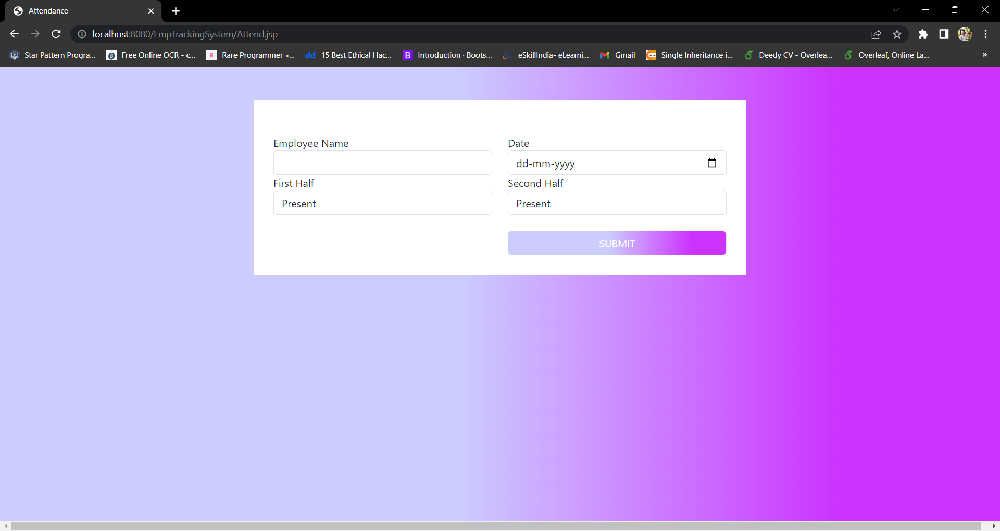 Attendance
localhost:8080/EmpTrackingSystem/Attend.jsp
Star Pattern Progra... Free Online OCR - c... R Rare Programmer »... dd 15 Best Ethical Hac... B Introduction · Boots... eSkillIndia- eLearni... Gmail Single Inheritance i... Deedy CV - Overlea... Overleaf, Online La... »
Employee Name Date
dd-mm-yyyy
First Half Second Half
Present Present
SUBMIT